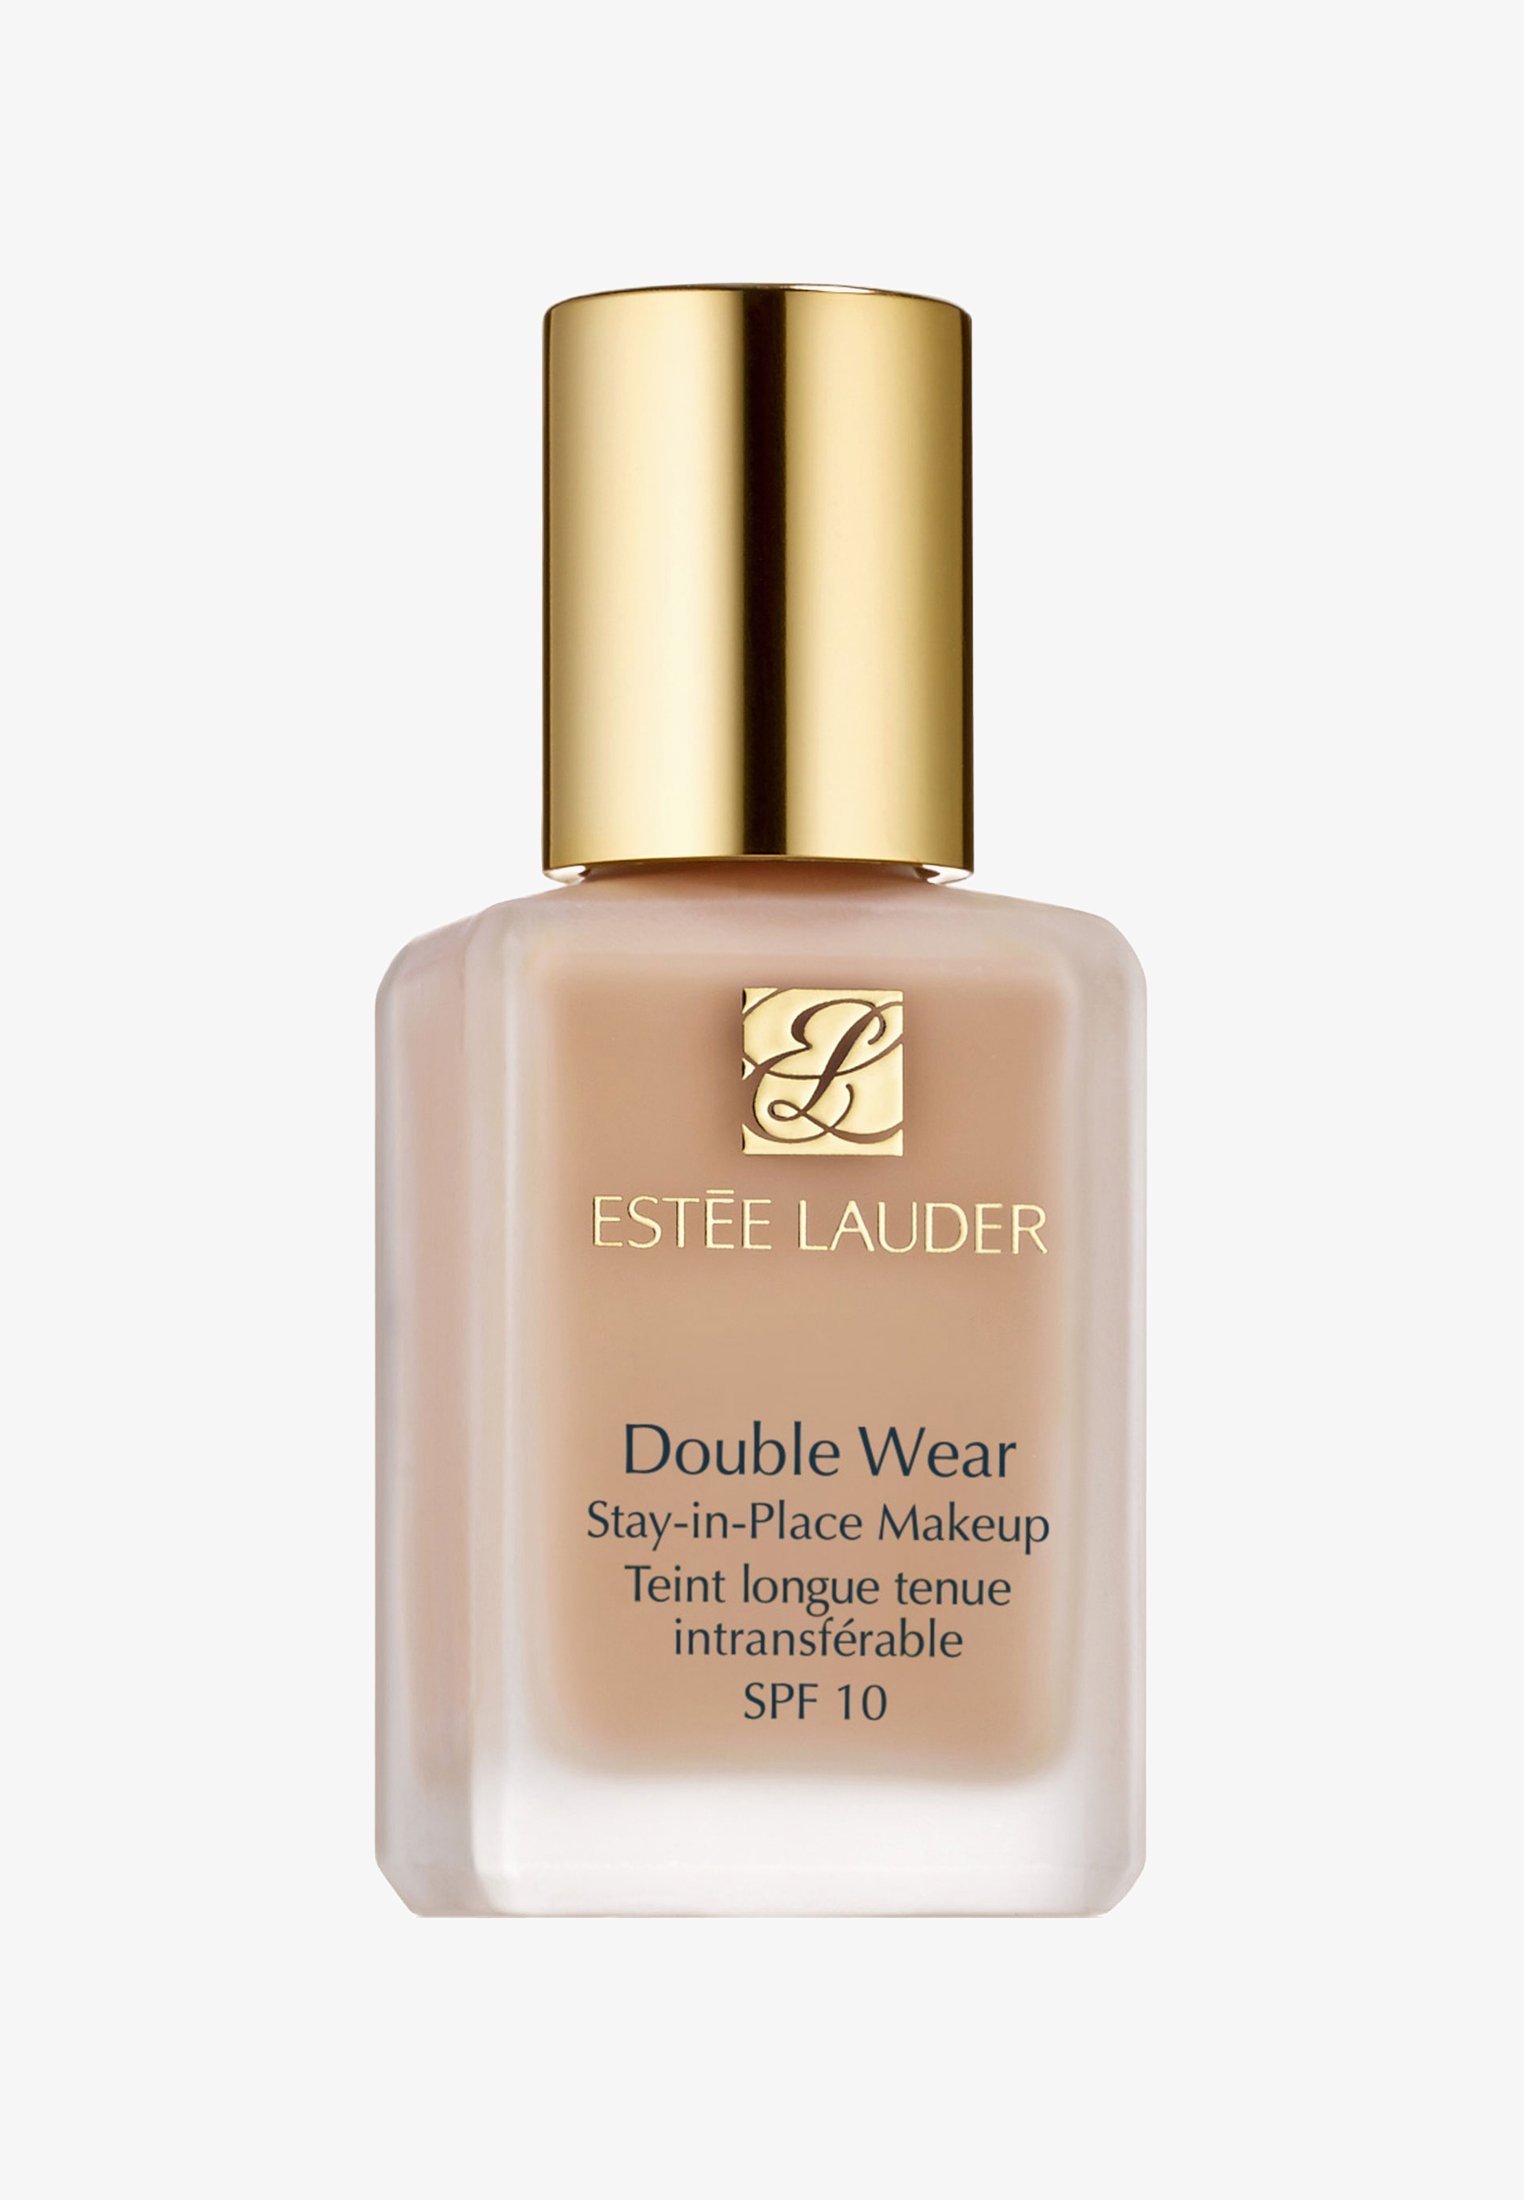 ESTĒE LAUDER
Double Wear
Stay-in-Place Makeup
Teint longue tenue
intransférable
SPF 10